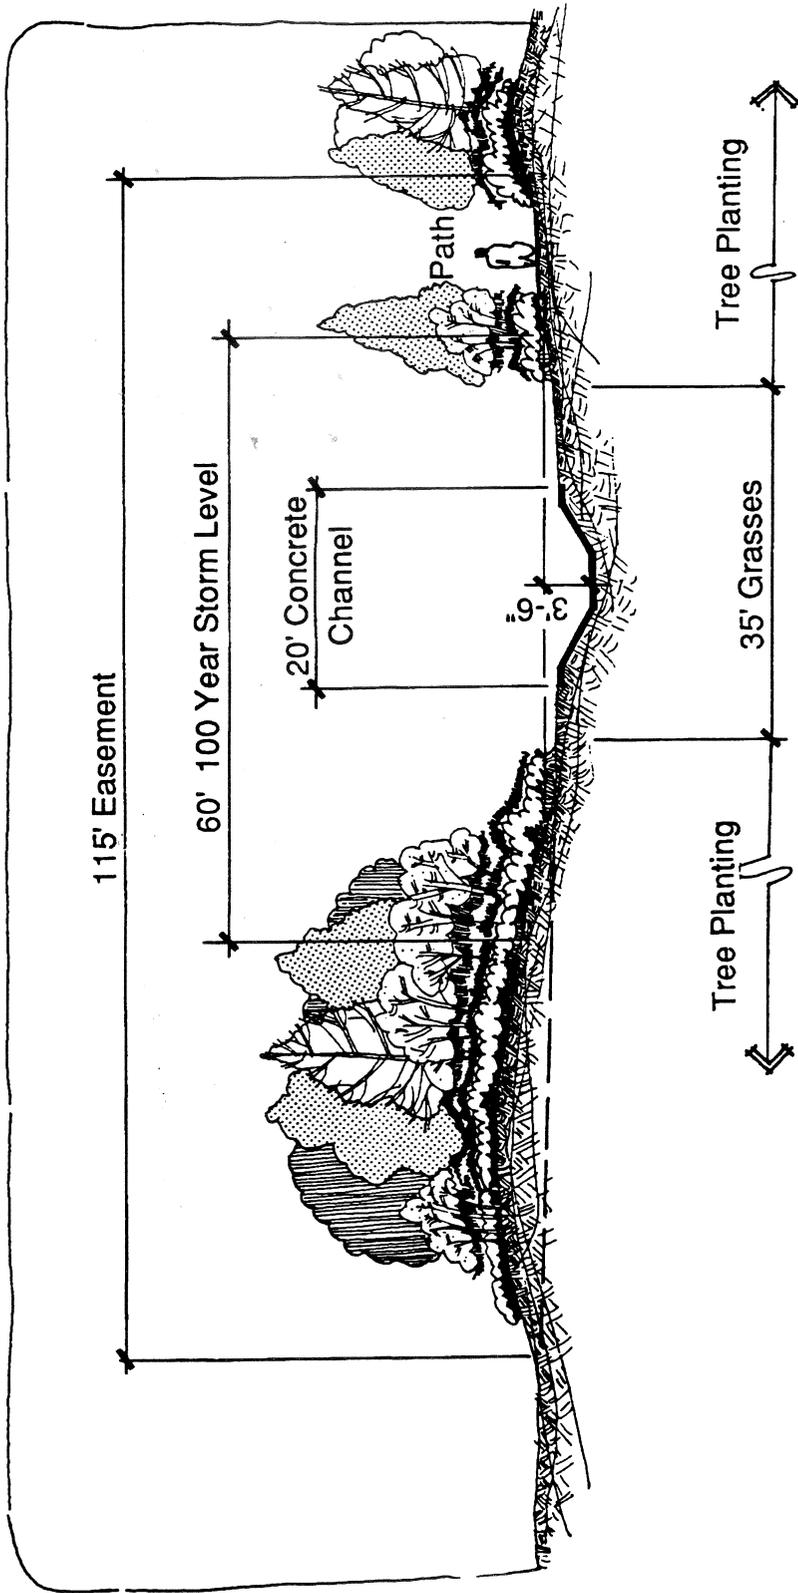 115' Easement
60' 100 Year Storm Level
20' Concrete
Channel
Path
3'-6"
Tree Planting
35' Grasses
Tree Planting